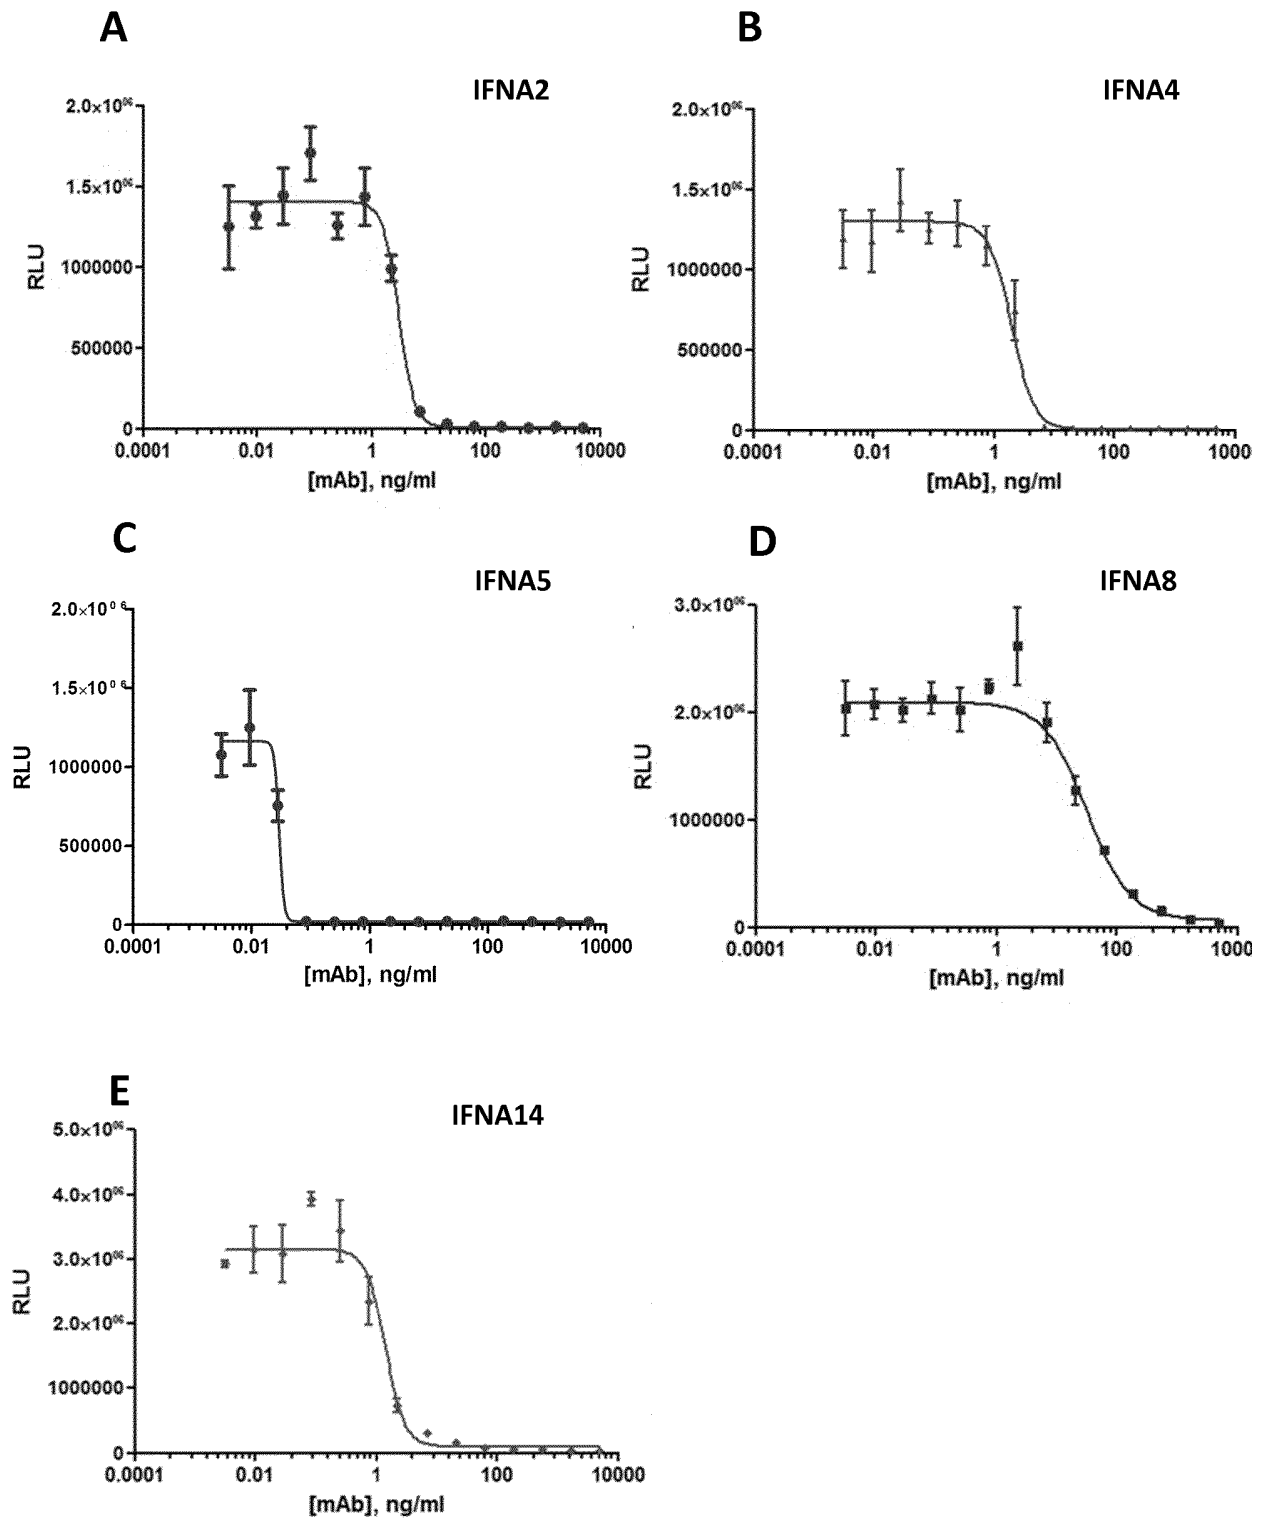 A
IFNA2
2.0×10⁰⁶
1.5×10⁰⁶
1000000
500000
0
0.0001 0.01 1 100 10000
RLU
[mAb], ng/ml
B
IFNA4
2.0×10⁰⁶
1.5×10⁰⁶
1000000
500000
0
0.0001 0.01 1 100 1000
RLU
[mAb], ng/ml
C
IFNA5
2.0×10⁰⁶
1.5×10⁰⁶
1000000
500000
0
0.0001 0.01 1 100 10000
RLU
[mAb], ng/ml
D
IFNA8
3.0×10⁰⁶
2.0×10⁰⁶
1000000
0
0.0001 0.01 1 100 1000
RLU
[mAb], ng/ml
E
IFNA14
5.0×10⁰⁶
4.0×10⁰⁶
3.0×10⁰⁶
2.0×10⁰⁶
1000000
0
0.0001 0.01 1 100 10000
RLU
[mAb], ng/ml